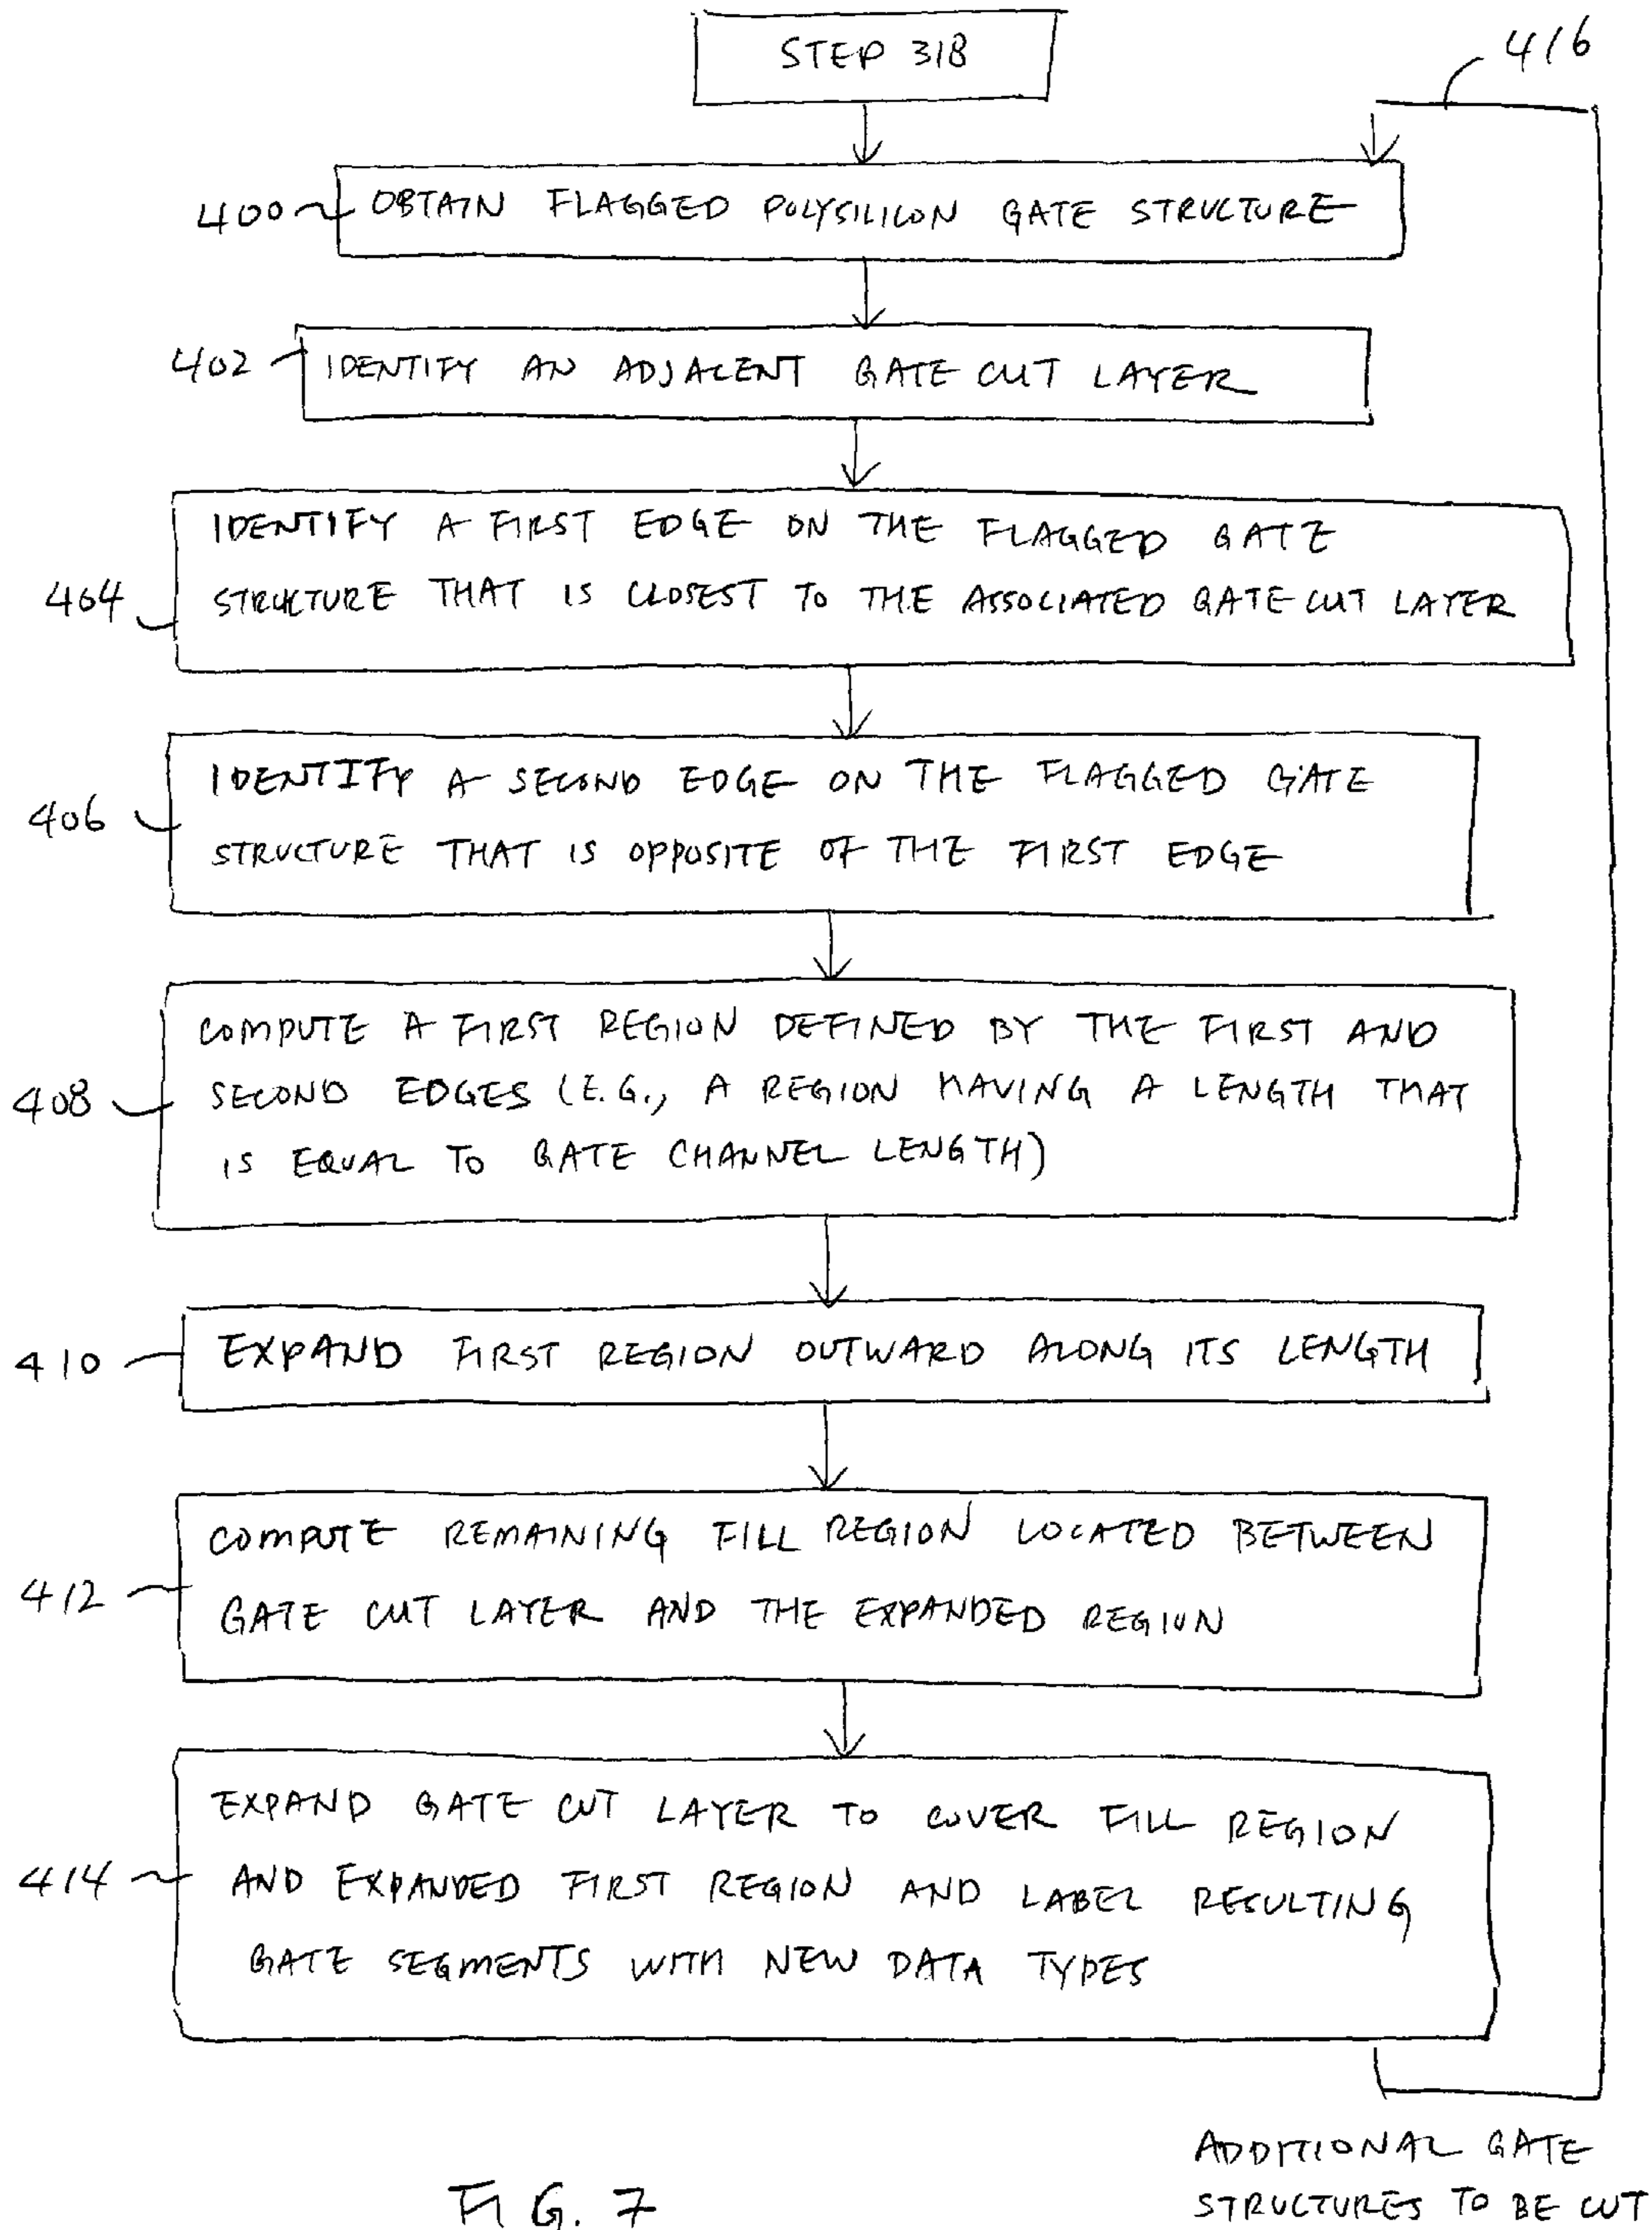 STEP 318
416
400 OBTAIN FLAGGED POLYSILICON GATE STRUCTURE
402 IDENTIFY AN ADJACENT GATE CUT LAYER
IDENTIFY A FIRST EDGE ON THE FLAGGED GATE
404 STRUCTURE THAT IS CLOSEST TO THE ASSOCIATED GATE CUT LAYER
IDENTIFY A SECOND EDGE ON THE FLAGGED GATE
406 STRUCTURE THAT IS OPPOSITE OF THE FIRST EDGE
COMPUTE A FIRST REGION DEFINED BY THE FIRST AND
408 SECOND EDGES (E.G., A REGION HAVING A LENGTH THAT
IS EQUAL TO GATE CHANNEL LENGTH)
410 EXPAND FIRST REGION OUTWARD ALONG ITS LENGTH
COMPUTE REMAINING FILL REGION LOCATED BETWEEN
412 GATE CUT LAYER AND THE EXPANDED REGION
EXPAND GATE CUT LAYER TO COVER FILL REGION
414 AND EXPANDED FIRST REGION AND LABEL RESULTING
GATE SEGMENTS WITH NEW DATA TYPES
ADDITIONAL GATE
STRUCTURES TO BE CUT
FIG. 7